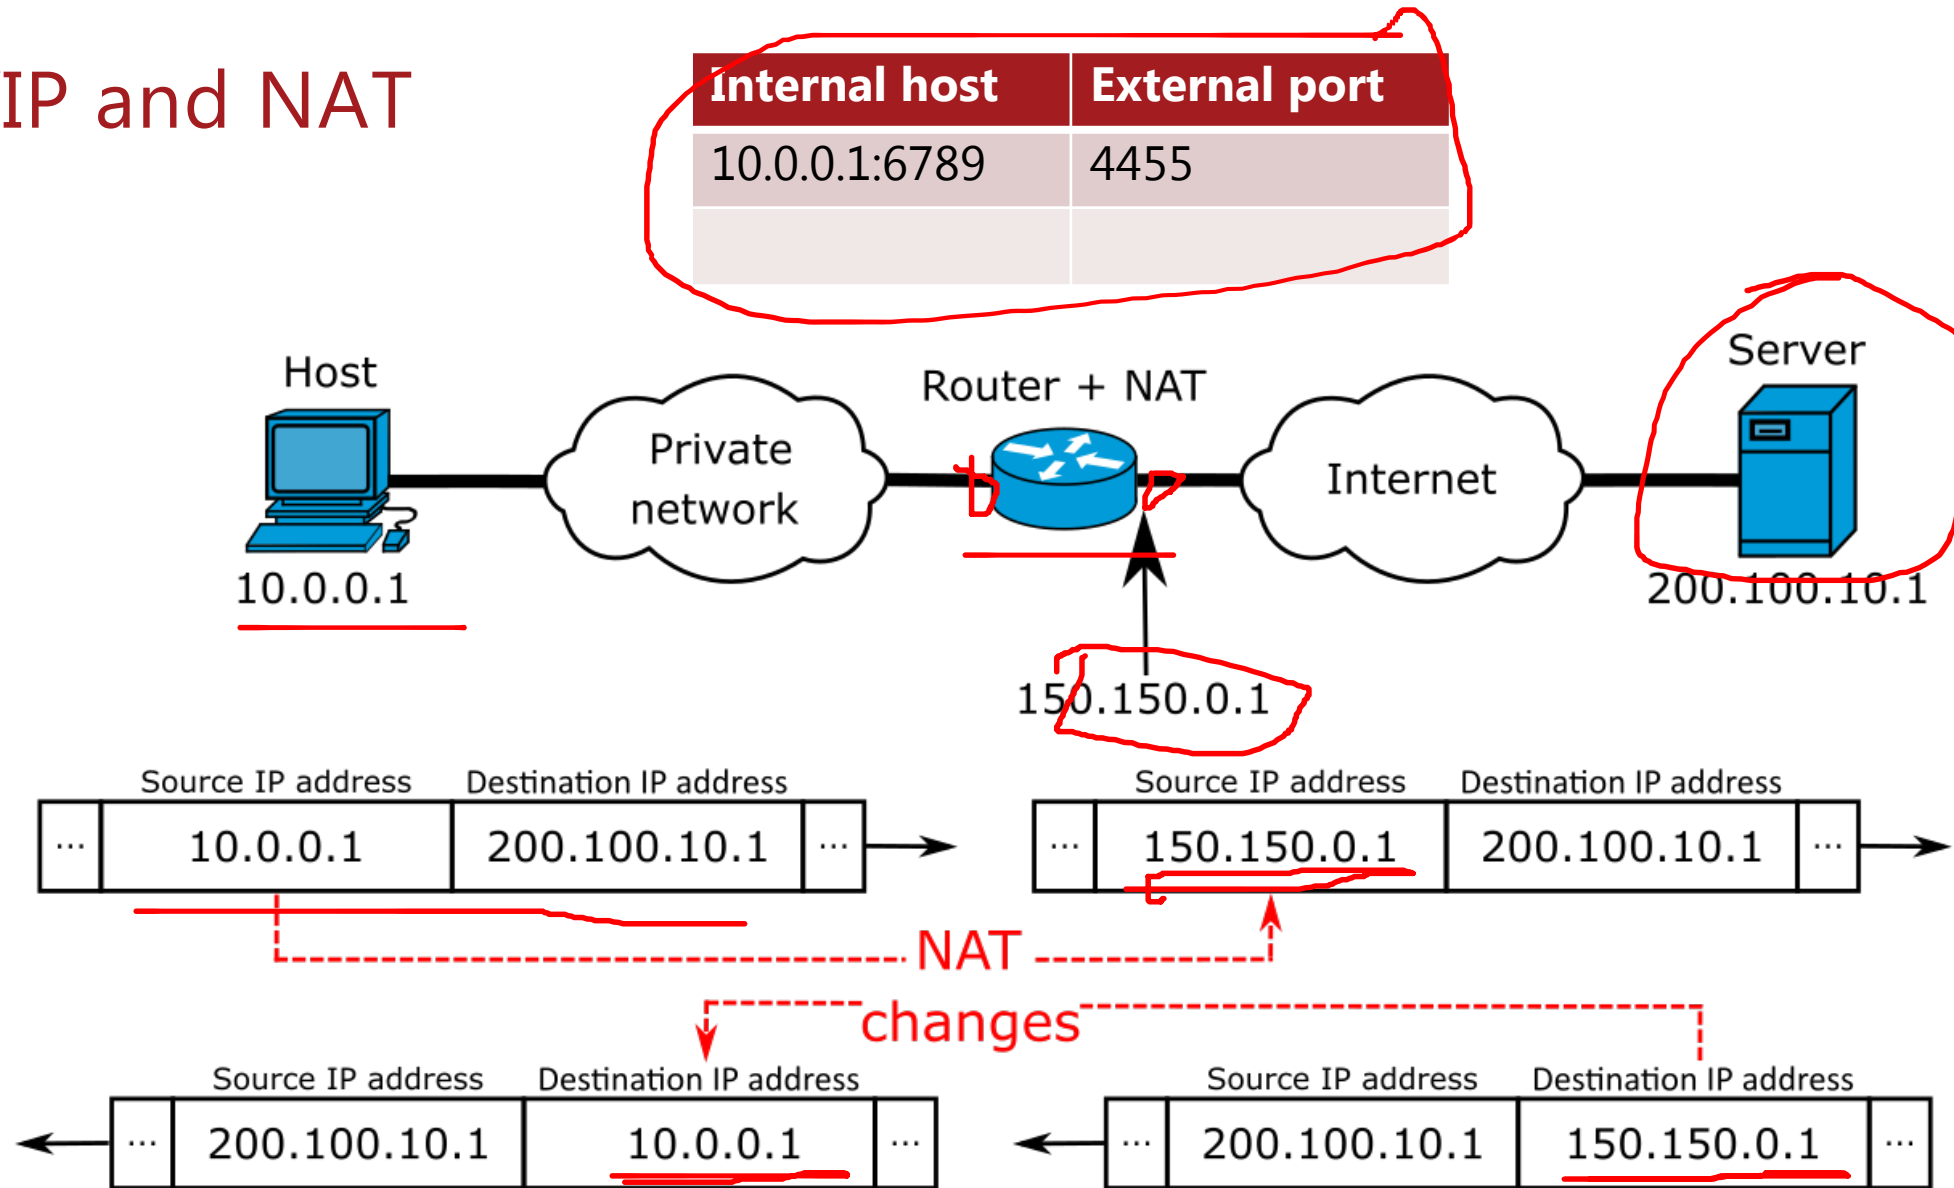 IP and NAT
Internal host External port
10.0.0.1:6789 4455
Host
Private
network
Router + NAT
Internet
Server
10.0.0.1
200.100.10.1
150.150.0.1
Source IP address Destination IP address
... 10.0.0.1 200.100.10.1 ...
Source IP address Destination IP address
... 150.150.0.1 200.100.10.1 ...
NAT
changes
Source IP address Destination IP address
... 200.100.10.1 10.0.0.1 ...
Source IP address Destination IP address
... 200.100.10.1 150.150.0.1 ...